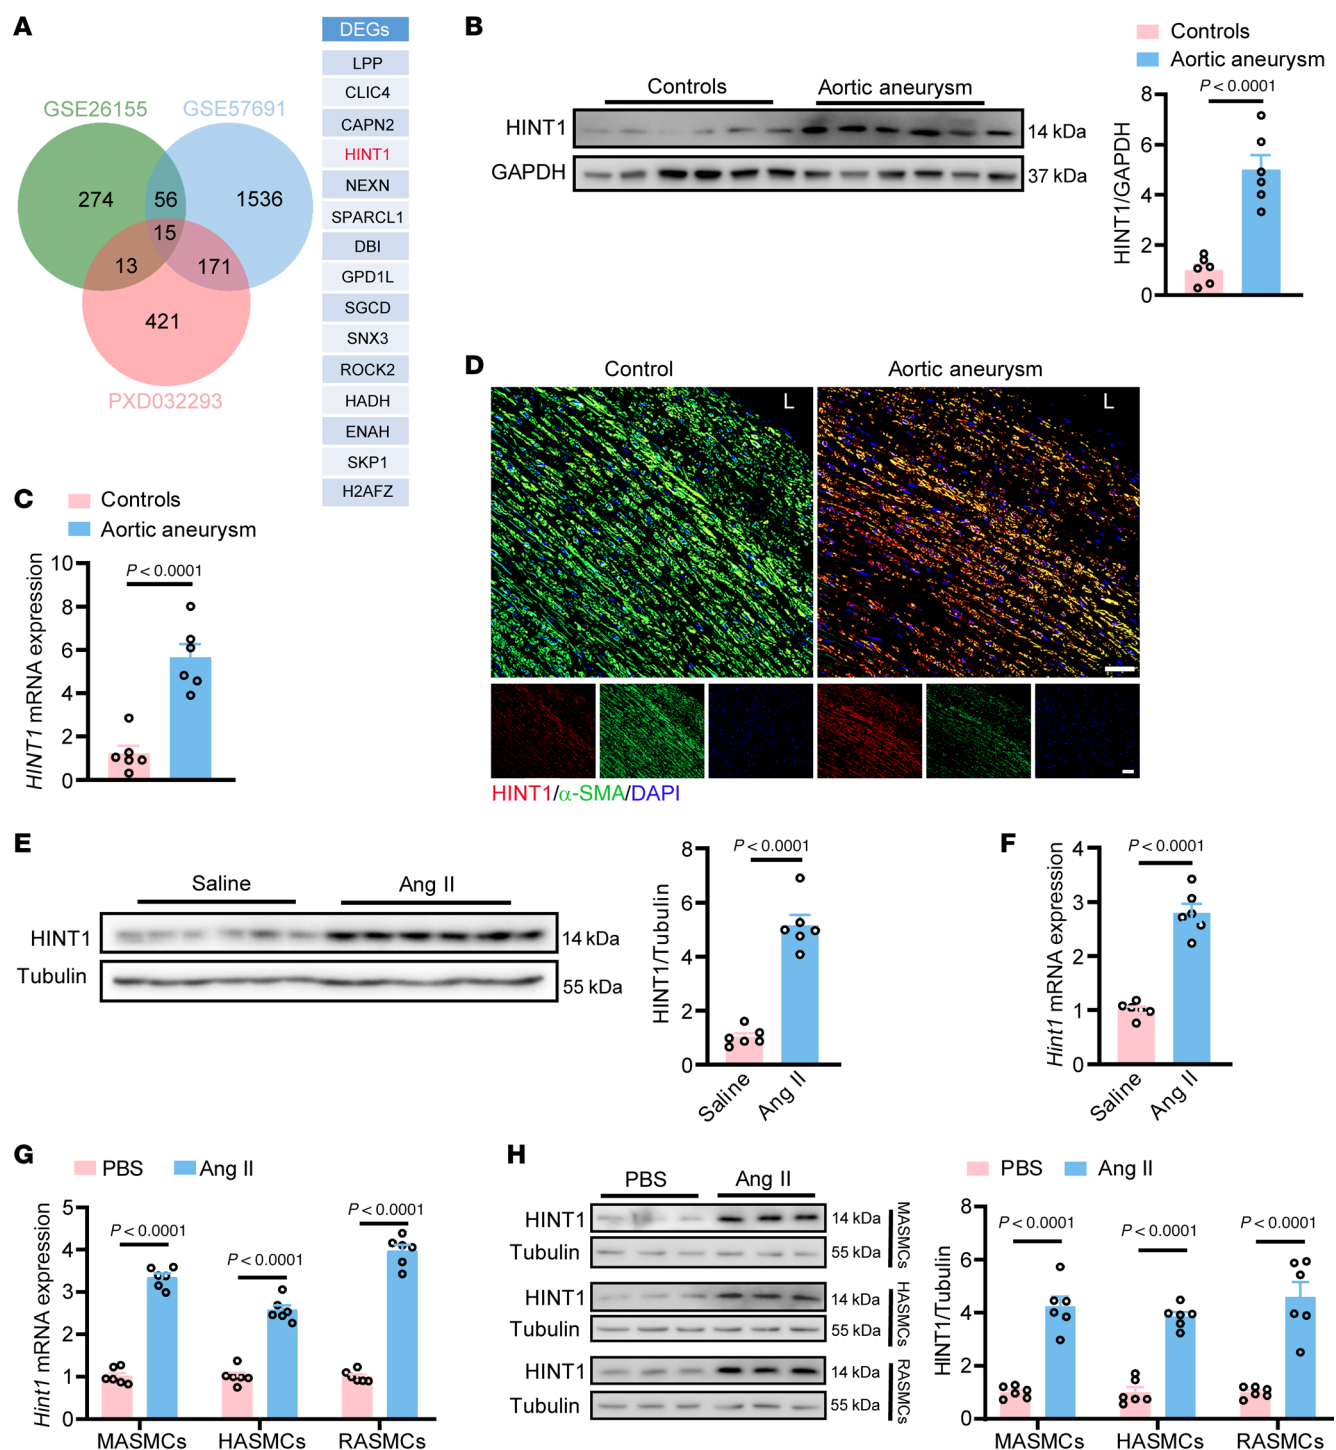 A
DEGs
LPP
CLIC4
CAPN2
HINT1
NEXN
SPARCL1
DBI
GPD1L
SGCD
SNX3
ROCK2
HADH
ENAH
SKP1
H2AFZ
GSE26155
GSE57691
274
56
1536
15
13
171
421
PXD032293
B
Controls
Aortic aneurysm
HINT1
14 kDa
GAPDH
37 kDa
Controls
Aortic aneurysm
P < 0.0001
HINT1/GAPDH
8
6
4
2
0
C
Controls
Aortic aneurysm
P < 0.0001
HINT1 mRNA expression
10
8
6
4
2
0
D
Control
Aortic aneurysm
L
L
HINT1/α-SMA/DAPI
E
Saline
Ang II
HINT1
14 kDa
Tubulin
55 kDa
P < 0.0001
HINT1/Tubulin
8
6
4
2
0
Saline
Ang II
F
P < 0.0001
Hint1 mRNA expression
4
3
2
1
0
Saline
Ang II
G
PBS
Ang II
P < 0.0001
P < 0.0001
P < 0.0001
Hint1 mRNA expression
5
4
3
2
1
0
MASMCs
HASMCs
RASMCs
H
PBS
Ang II
HINT1
14 kDa
Tubulin
55 kDa
MASMCs
HINT1
14 kDa
Tubulin
55 kDa
HASMCs
HINT1
14 kDa
Tubulin
55 kDa
RASMCs
PBS
Ang II
P < 0.0001
P < 0.0001
P < 0.0001
HINT1/Tubulin
8
6
4
2
0
MASMCs
HASMCs
RASMCs